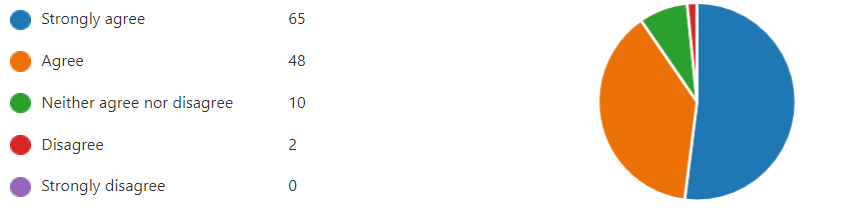 Strongly agree 65
Agree 48
Neither agree nor disagree 10
Disagree 2
Strongly disagree 0